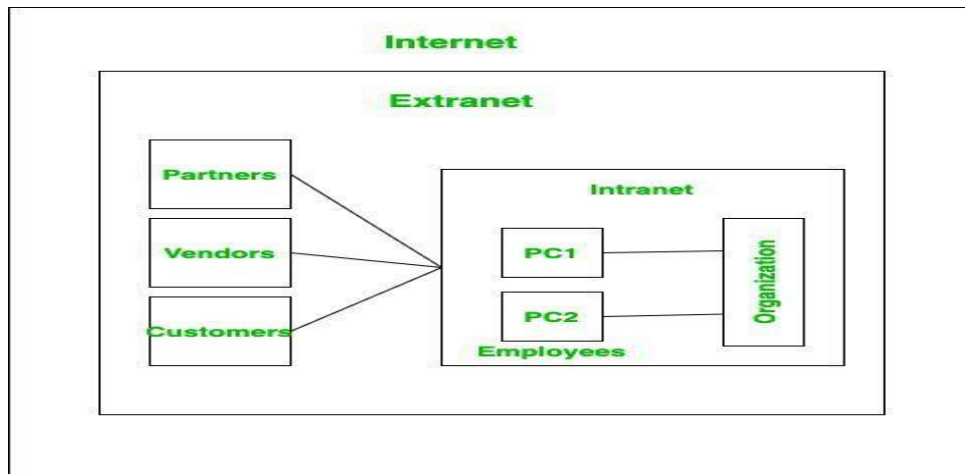 Internet
Extranet
Partners
Vendors
Customers
Intranet
PC1
PC2
Employees
Organization